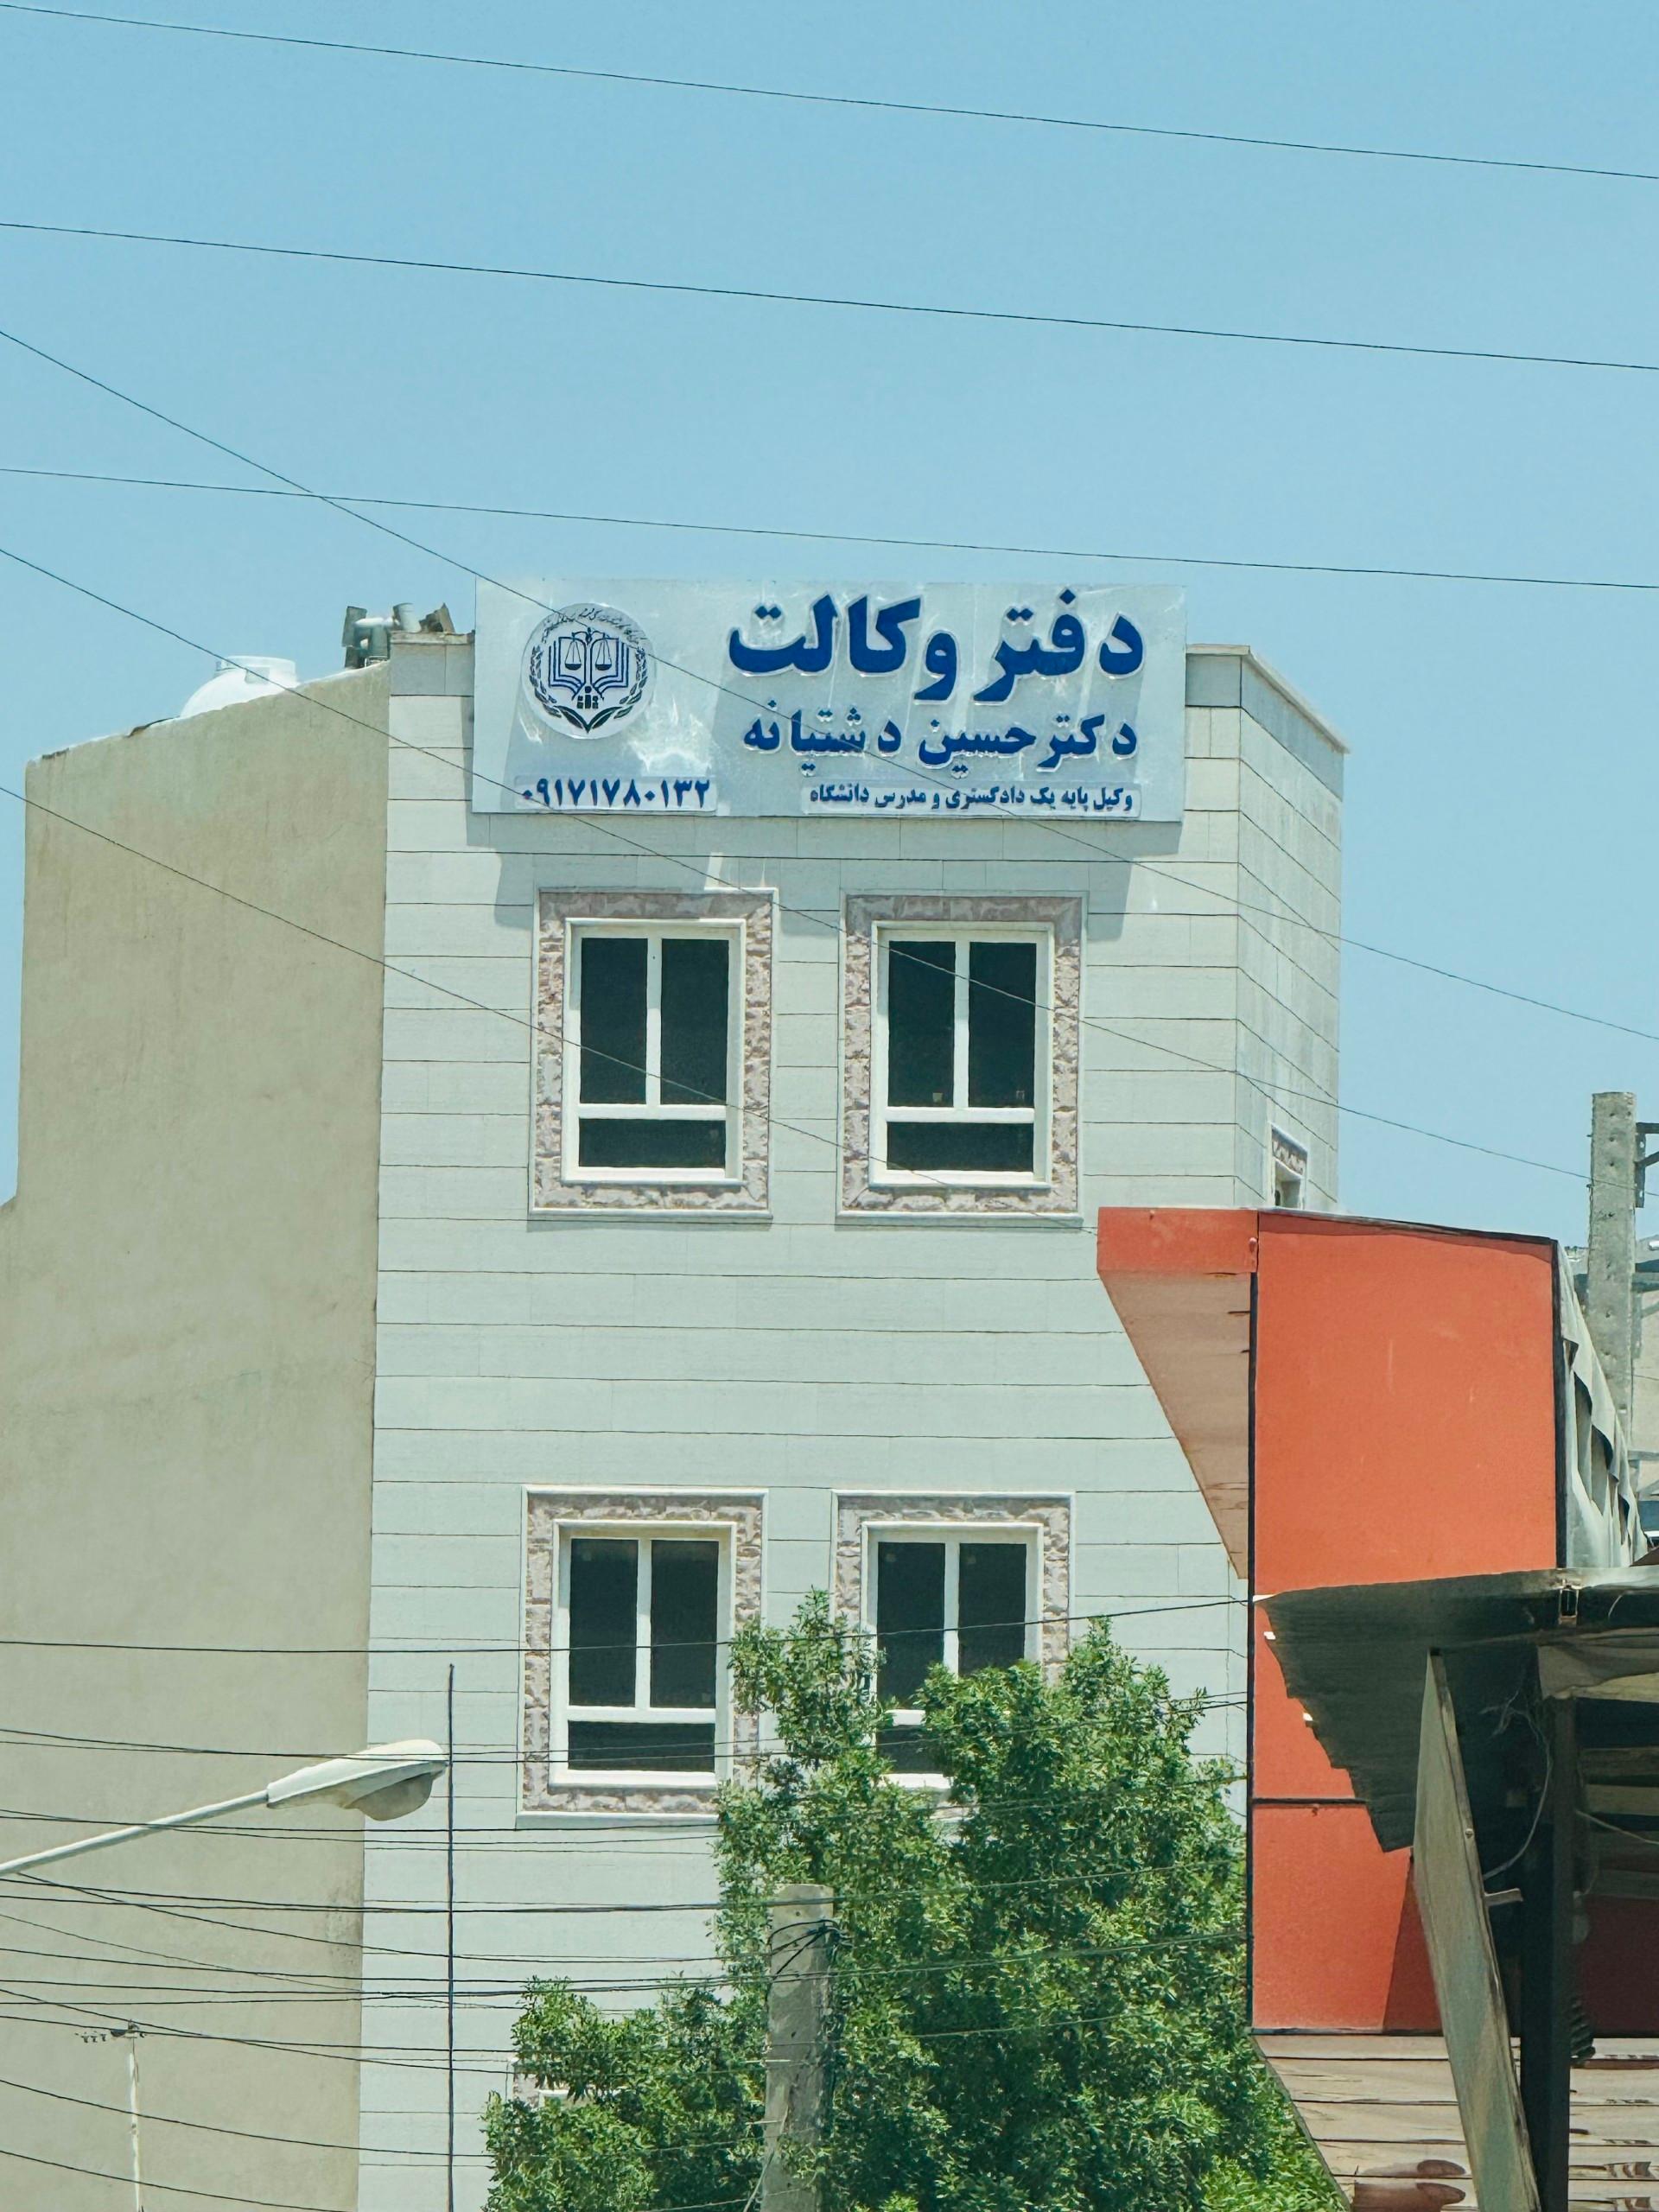 دفتر وکالت
دکتر حسین دشتیانه
وکیل پایه یک دادگستری و مدرس دانشگاه
۰۹۱۷۱۷۸۰۱۳۲